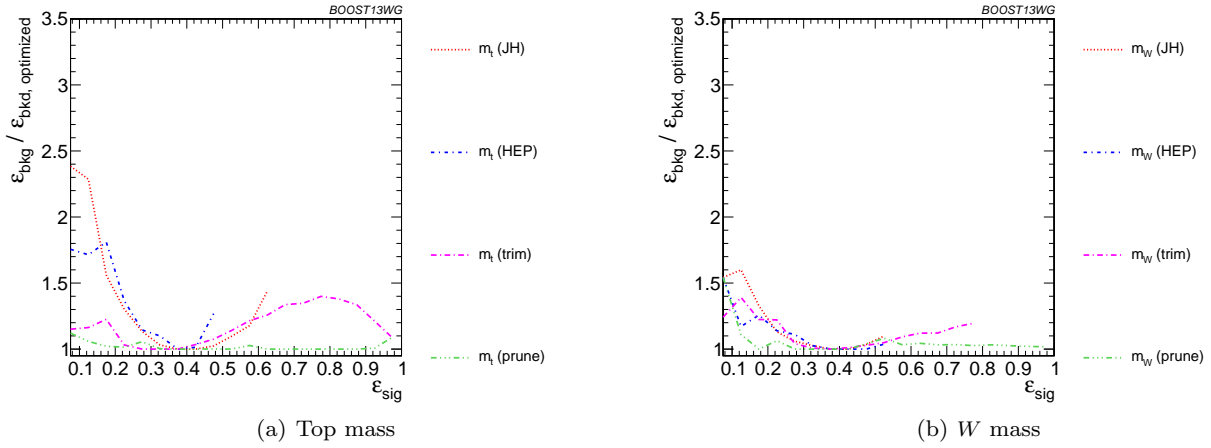 BOOST13WG
ε_bkg / ε_bkd, optimized
3.5
3
2.5
2
1.5
1
0.1 0.2 0.3 0.4 0.5 0.6 0.7 0.8 0.9 1
ε_sig
m_t (JH)
m_t (HEP)
m_t (trim)
m_t (prune)
(a) Top mass
BOOST13WG
ε_bkg / ε_bkd, optimized
3.5
3
2.5
2
1.5
1
0.1 0.2 0.3 0.4 0.5 0.6 0.7 0.8 0.9 1
ε_sig
m_W (JH)
m_W (HEP)
m_W (trim)
m_W (prune)
(b) W mass